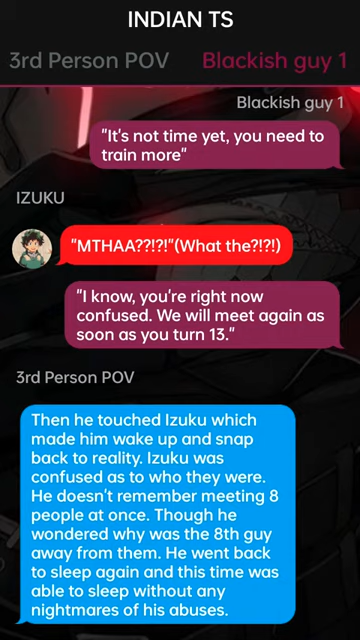 INDIAN TS
3rd Person POV Blackish guy 1
Blackish guy 1
"It's not time yet, you need to
train more"
IZUKU
"MTHAA??!?!"(What the?!?!)
"I know, you're right now
confused. We will meet again as
soon as you turn 13."
3rd Person POV
Then he touched Izuku which
made him wake up and snap
back to reality. Izuku was
confused as to who they were.
He doesn't remember meeting 8
people at once. Though he
wondered why was the 8th guy
away from them. He went back
to sleep again and this time was
able to sleep without any
nightmares of his abuses.